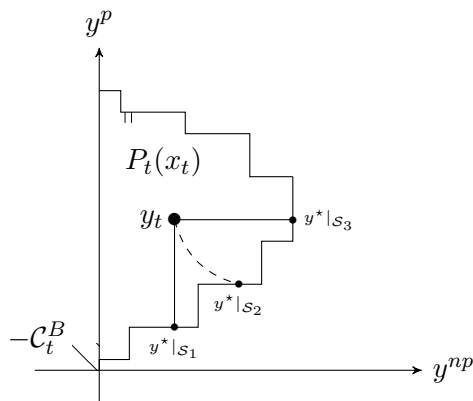 y^p
P_t(x_t)
y_t
y^⋆|_{S_3}
y^⋆|_{S_2}
y^⋆|_{S_1}
−C_t^B
y^{np}